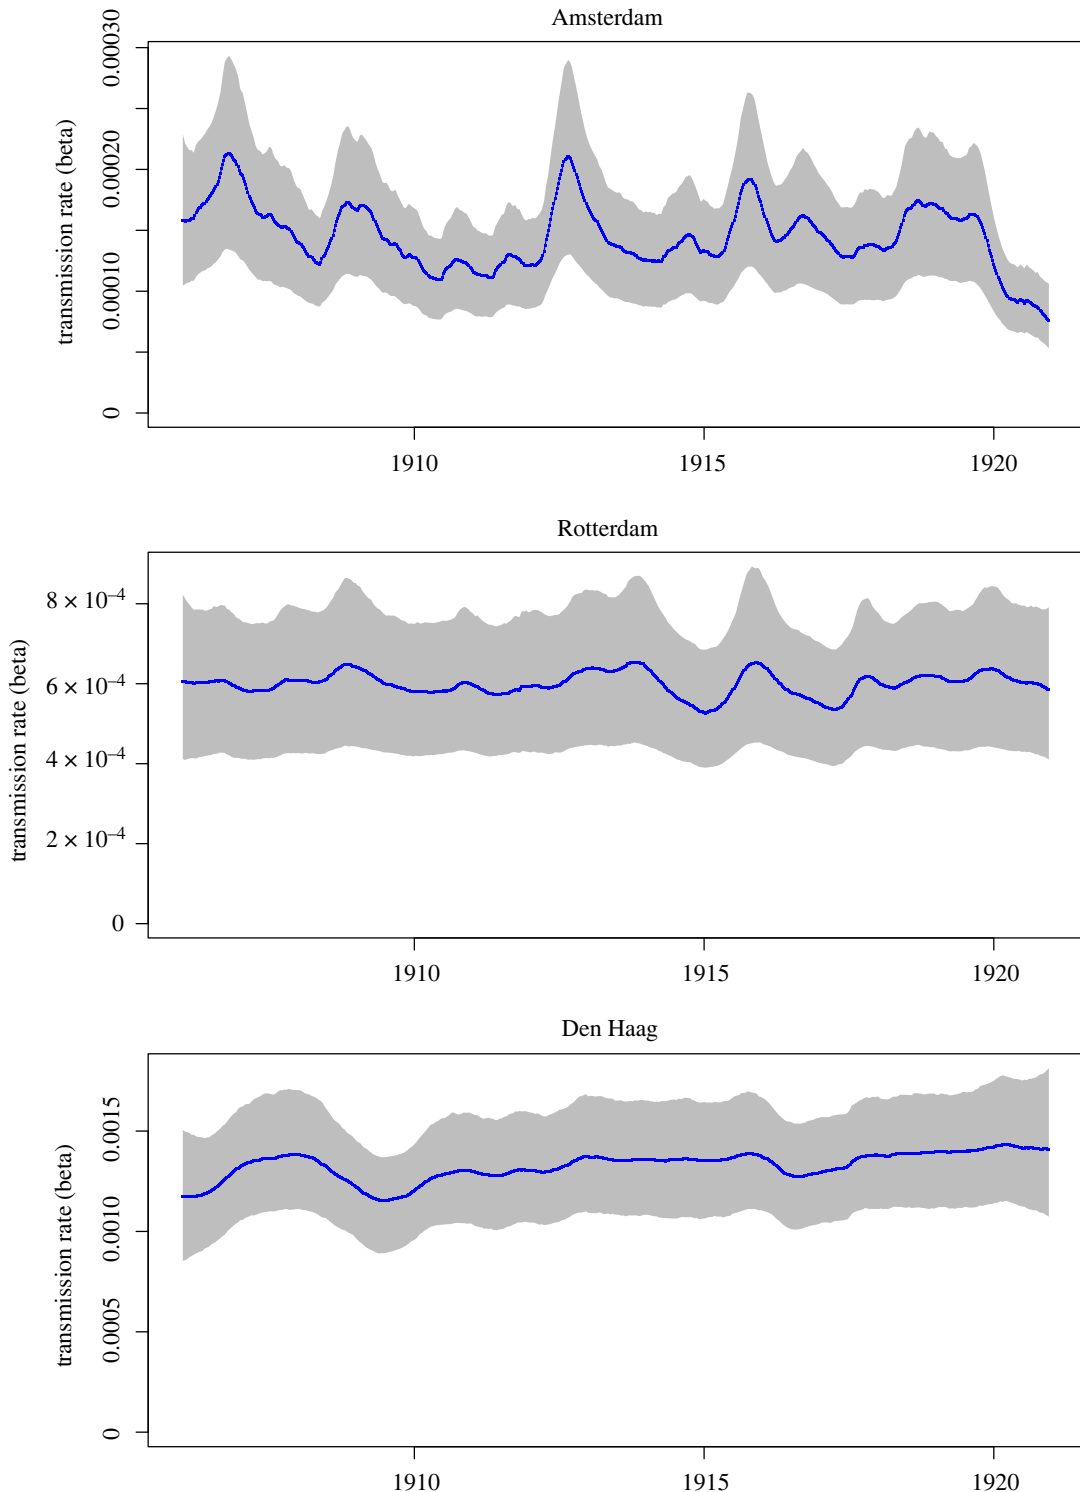 Amsterdam
transmission rate (beta)
0.00030
0.00020
0.00010
0
1910 1915 1920
Rotterdam
transmission rate (beta)
8 × 10⁻⁴
6 × 10⁻⁴
4 × 10⁻⁴
2 × 10⁻⁴
0
1910 1915 1920
Den Haag
transmission rate (beta)
0.0015
0.0010
0.0005
0
1910 1915 1920